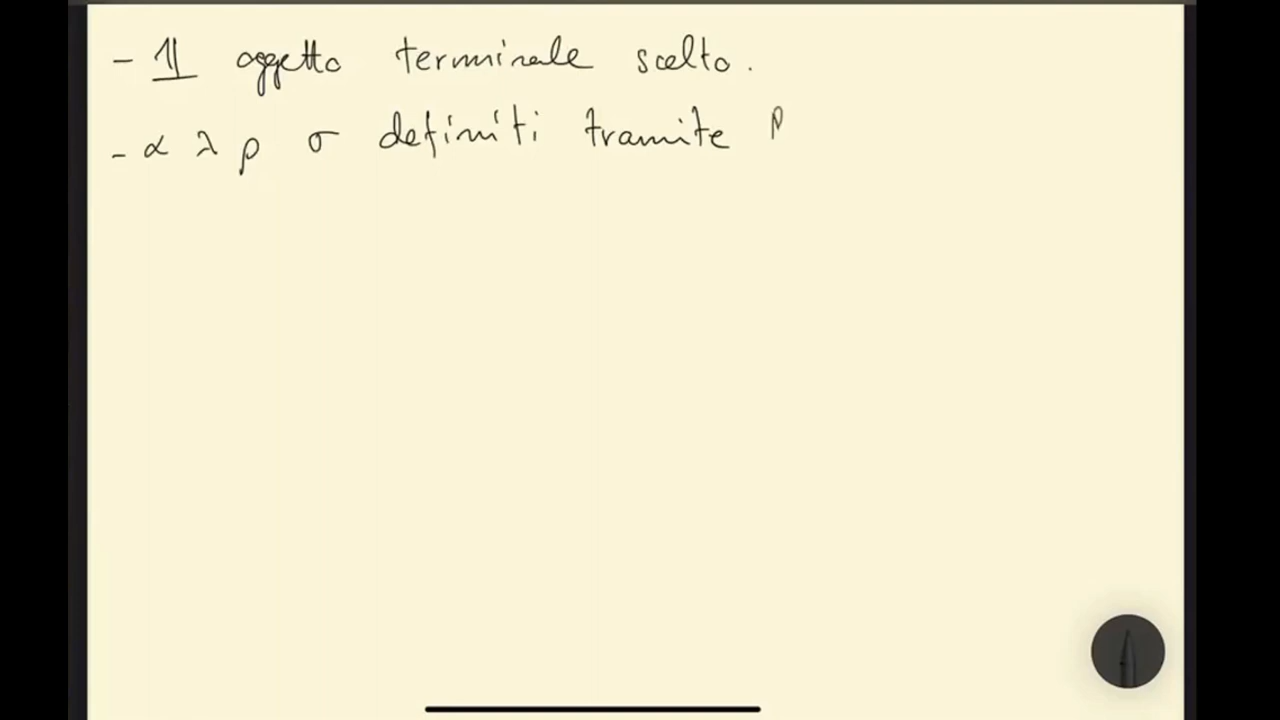 - 𝟙 oggetto terminale scelto.
- α λ ρ σ definiti tramite p